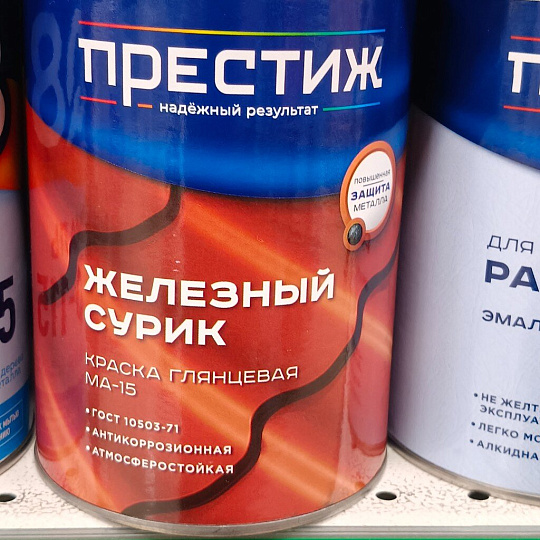 ПРЕСТИЖ
надёжный результат
повышенная
ЗАЩИТА
МЕТАЛЛА
ЖЕЛЕЗНЫЙ
СУРИК
КРАСКА ГЛЯНЦЕВАЯ
МА-15
• ГОСТ 10503-71
• АНТИКОРРОЗИОННАЯ
• АТМОСФЕРОСТОЙКАЯ
П
ДЛЯ
РА
ЭМАЛ
• НЕ ЖЕЛТ
ЭКСПЛУА
• ЛЕГКО МО
• АЛКИДНА
5